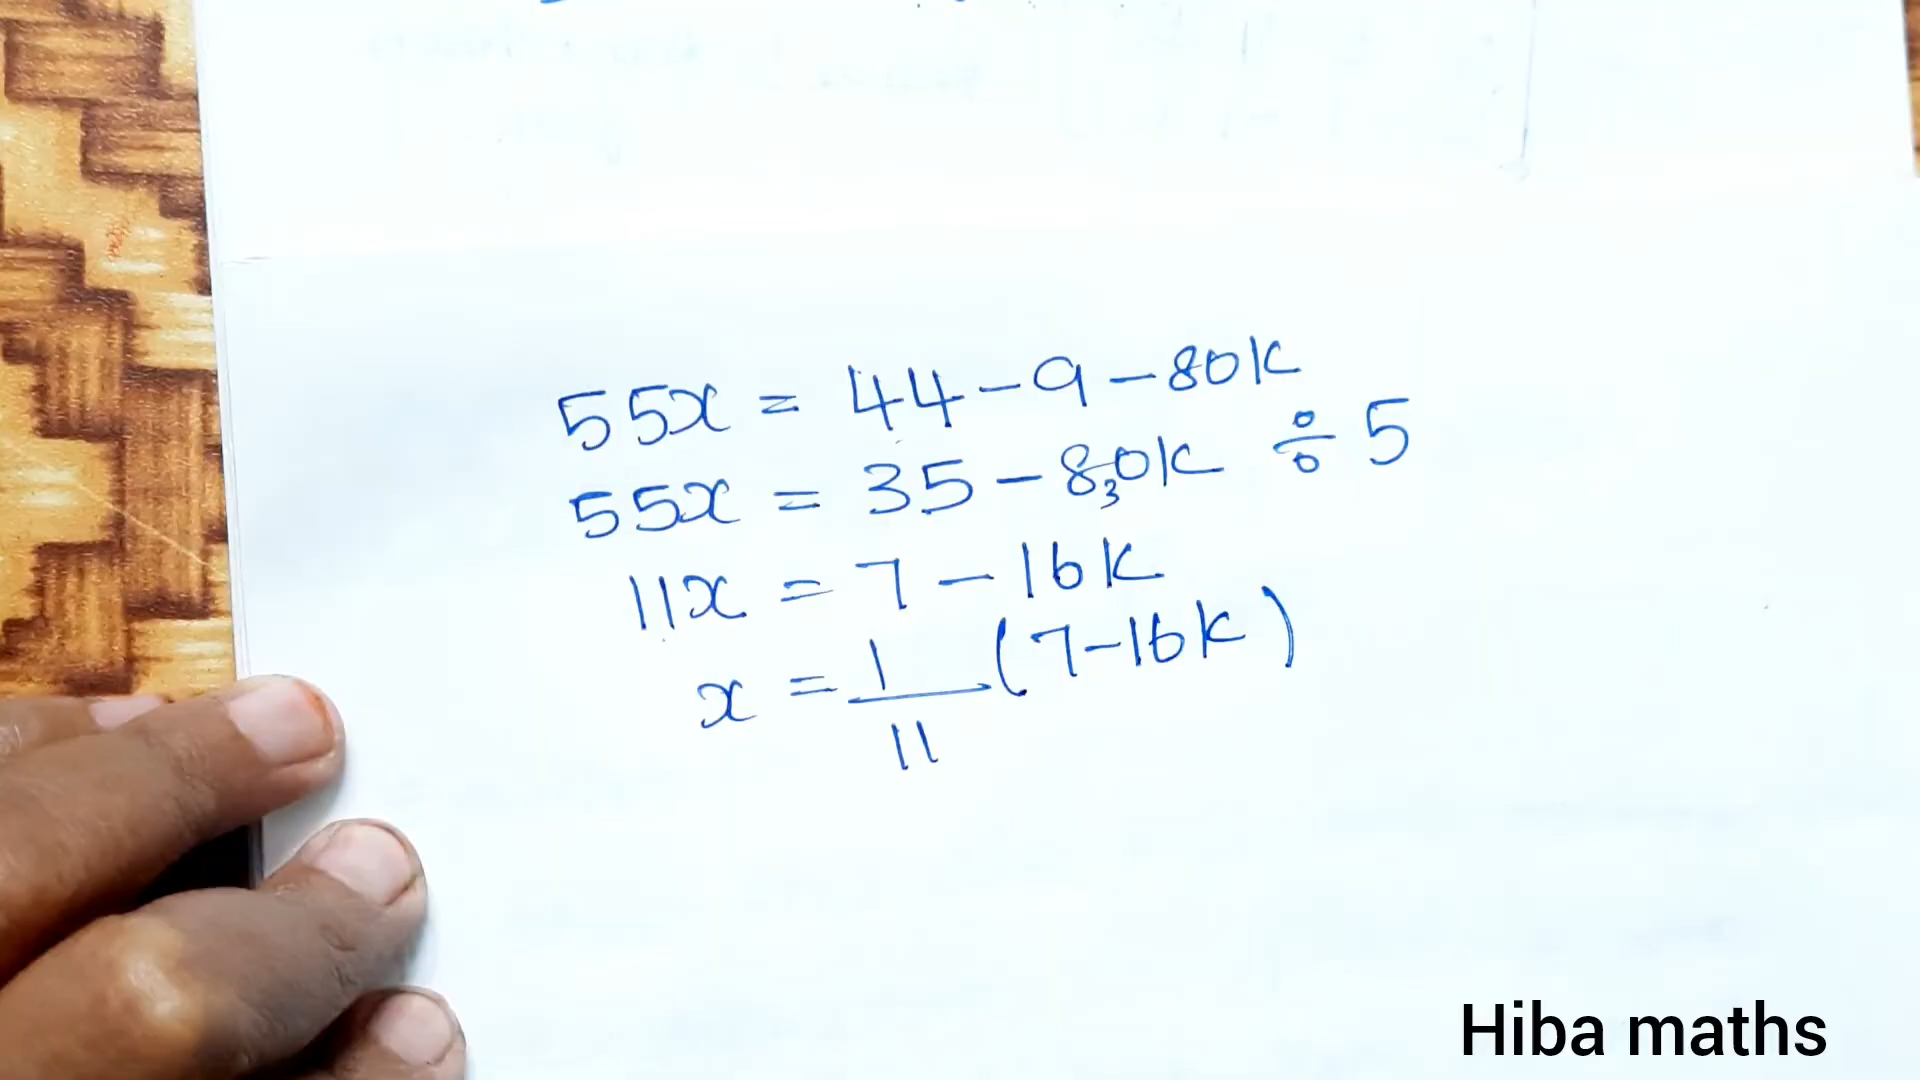 55x = 44 - 9 - 80k
55x = 35 - 80k ÷ 5
11x = 7 - 16k
x = 1/11 (7-16k)
Hiba maths